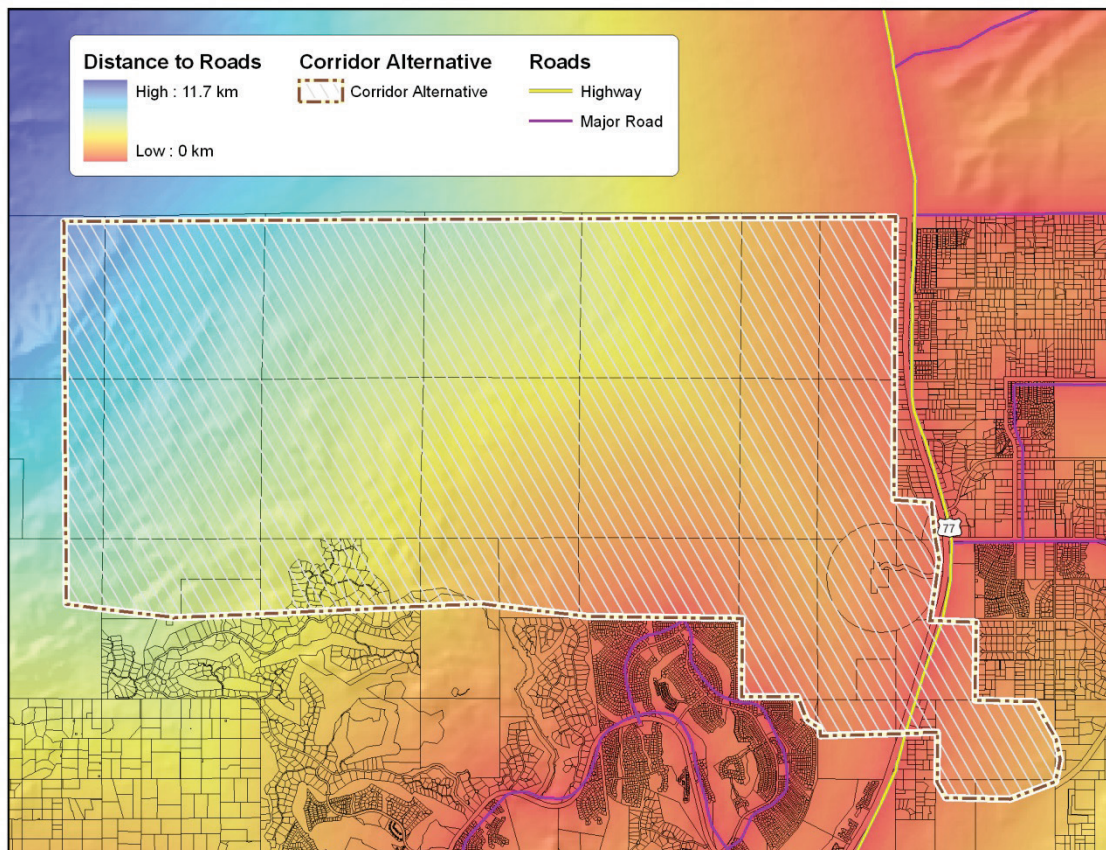 Distance to Roads
High : 11.7 km
Low : 0 km
Corridor Alternative
Corridor Alternative
Roads
Highway
Major Road
77